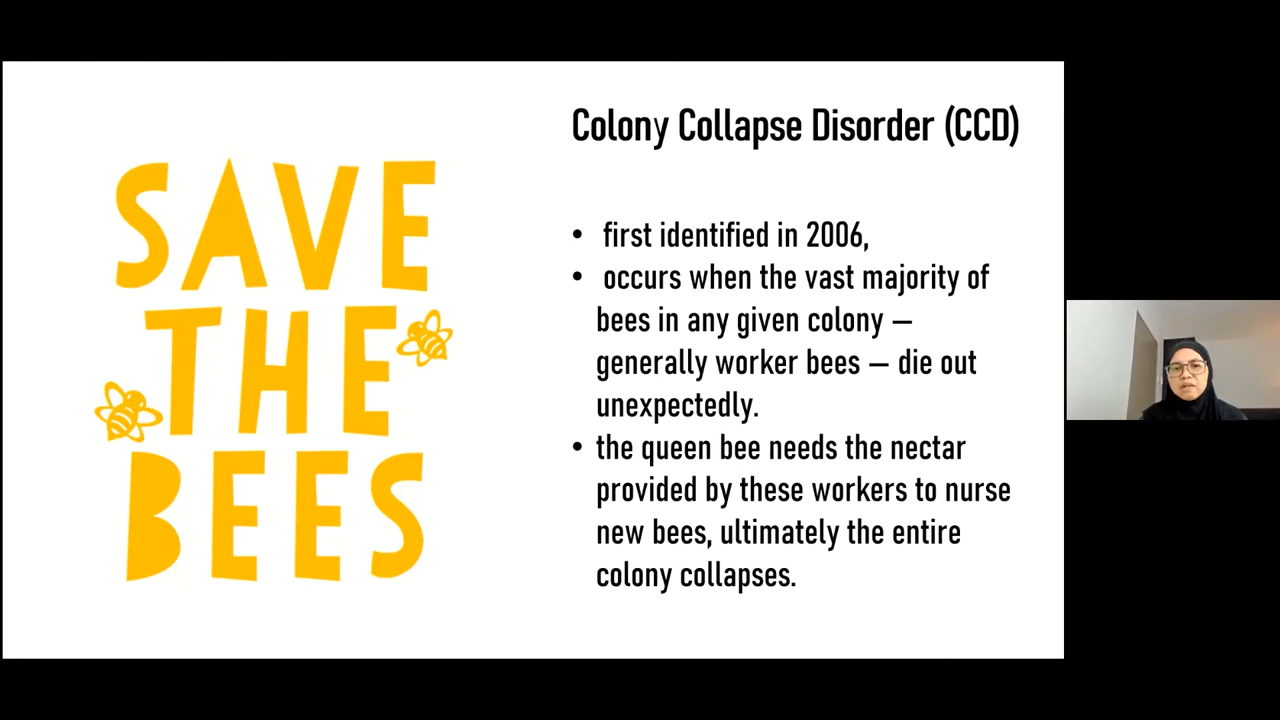 SAVE
THE
BEES
Colony Collapse Disorder (CCD)
• first identified in 2006,
• occurs when the vast majority of
bees in any given colony —
generally worker bees — die out
unexpectedly.
• the queen bee needs the nectar
provided by these workers to nurse
new bees, ultimately the entire
colony collapses.